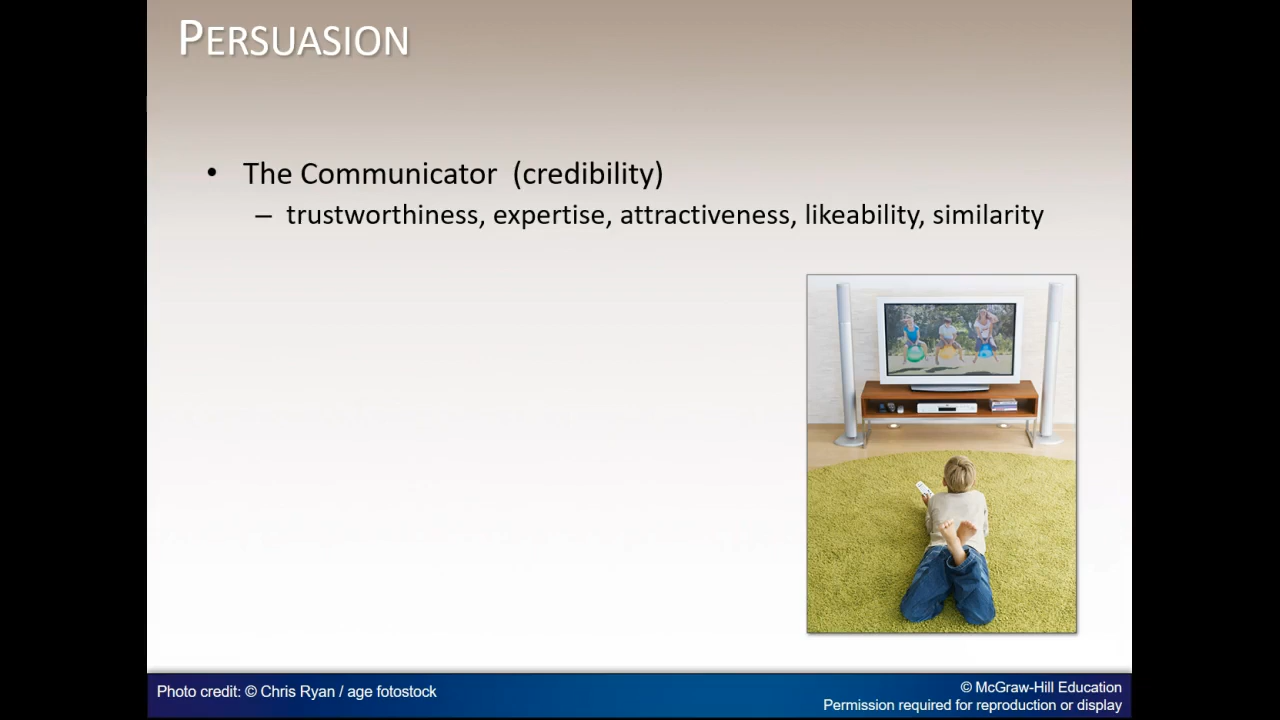 PERSUASION
• The Communicator (credibility)
– trustworthiness, expertise, attractiveness, likeability, similarity
Photo credit: © Chris Ryan / age fotostock
© McGraw-Hill Education
Permission required for reproduction or display